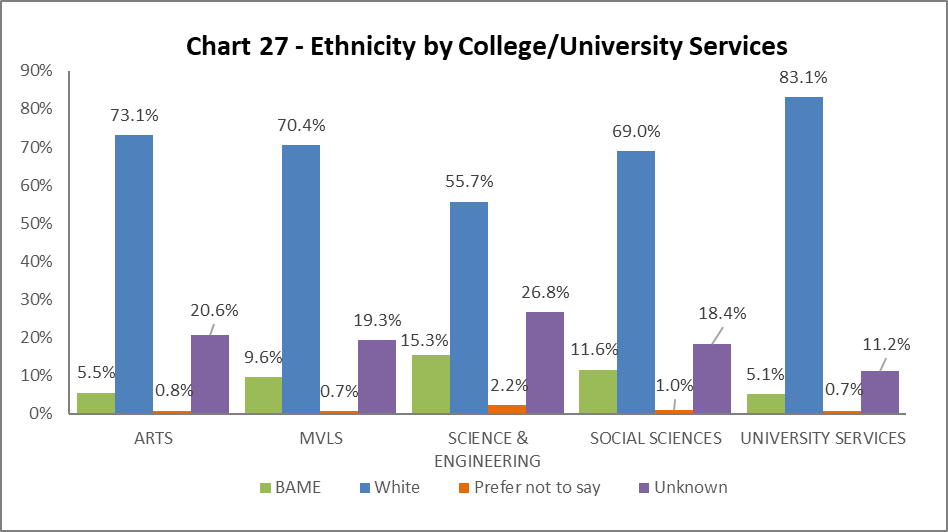 Chart 27 - Ethnicity by College/University Services
90%
80%
70%
60%
50%
40%
30%
20%
10%
0%
5.5%
73.1%
0.8%
20.6%
9.6%
70.4%
0.7%
19.3%
15.3%
55.7%
2.2%
26.8%
11.6%
69.0%
1.0%
18.4%
5.1%
83.1%
0.7%
11.2%
ARTS
MVLS
SCIENCE &
ENGINEERING
SOCIAL SCIENCES
UNIVERSITY SERVICES
BAME
White
Prefer not to say
Unknown